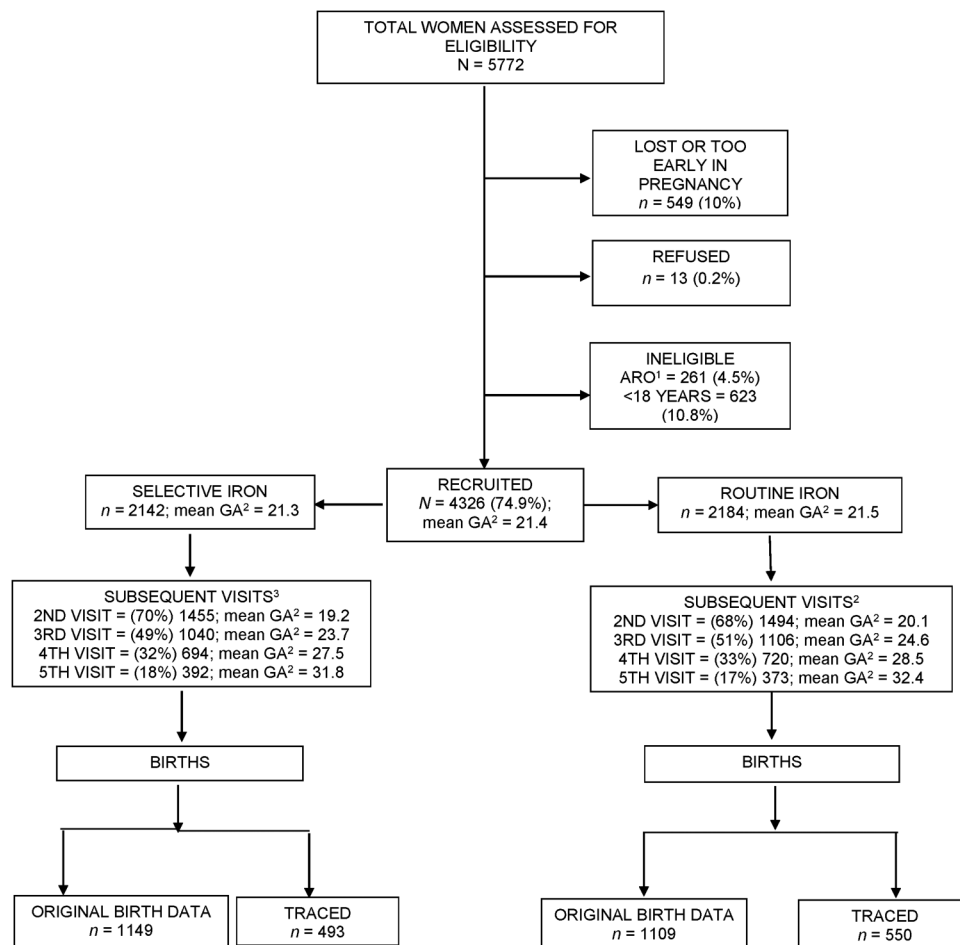 TOTAL WOMEN ASSESSED FOR
ELIGIBILITY
N = 5772
LOST OR TOO
EARLY IN
PREGNANCY
n = 549 (10%)
REFUSED
n = 13 (0.2%)
INELIGIBLE
ARO¹ = 261 (4.5%)
<18 YEARS = 623
(10.8%)
RECRUITED
N = 4326 (74.9%);
mean GA² = 21.4
SELECTIVE IRON
n = 2142; mean GA² = 21.3
ROUTINE IRON
n = 2184; mean GA² = 21.5
SUBSEQUENT VISITS³
2ND VISIT = (70%) 1455; mean GA² = 19.2
3RD VISIT = (49%) 1040; mean GA² = 23.7
4TH VISIT = (32%) 694; mean GA² = 27.5
5TH VISIT = (18%) 392; mean GA² = 31.8
SUBSEQUENT VISITS²
2ND VISIT = (68%) 1494; mean GA² = 20.1
3RD VISIT = (51%) 1106; mean GA² = 24.6
4TH VISIT = (33%) 720; mean GA² = 28.5
5TH VISIT = (17%) 373; mean GA² = 32.4
BIRTHS
BIRTHS
ORIGINAL BIRTH DATA
n = 1149
TRACED
n = 493
ORIGINAL BIRTH DATA
n = 1109
TRACED
n = 550